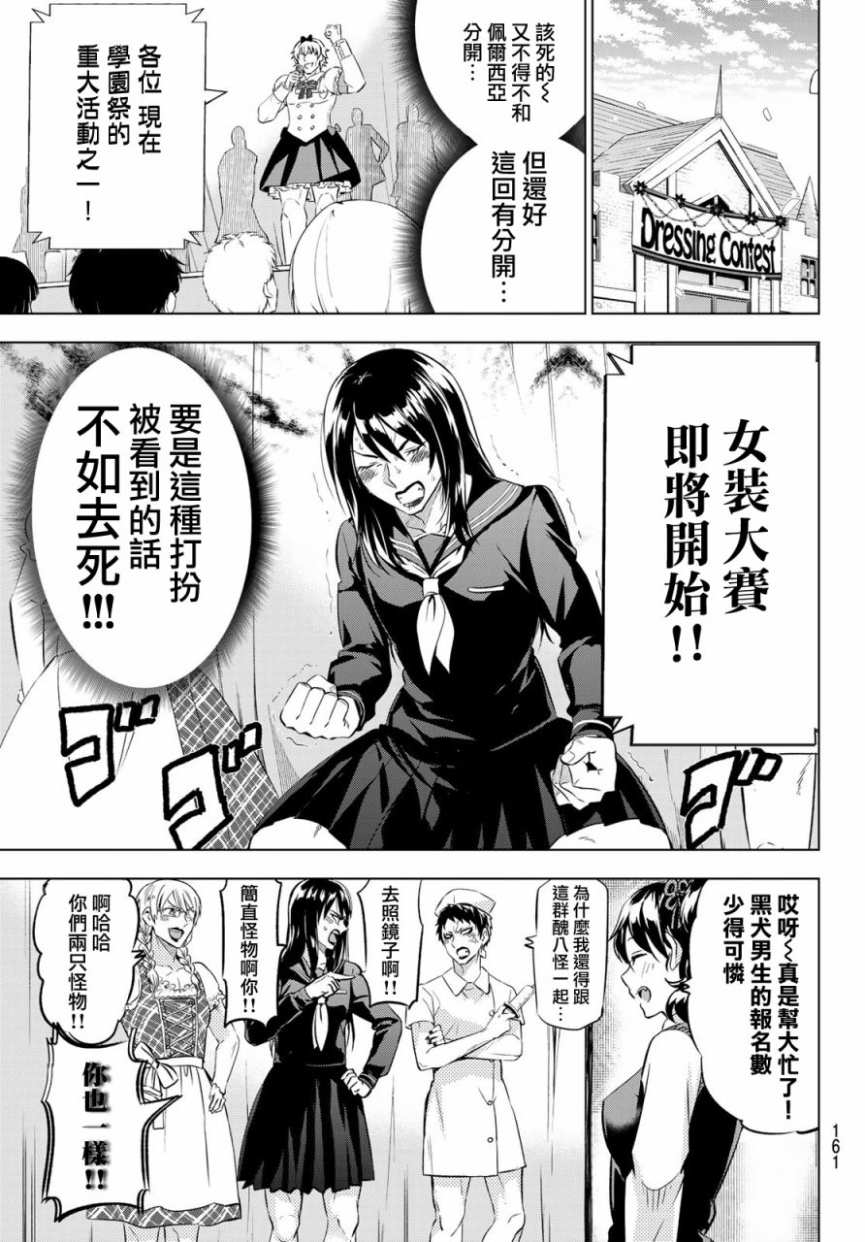 Dressing Contest
該死的～
又不得不和
佩爾西亞
分開…
但還好
這回有分開…
各位 現在
學園祭的
重大活動之一！
女裝大賽
即將開始！！
要是這種打扮
被看到的話
不如去死!!!
ゴゴ
ゴゴ
哎呀～真是幫大忙了！
黑犬男生的報名數
少得可憐
為什麼我還得跟
這群醜八怪一起…
去照鏡子啊!!
簡直怪物啊你!!
啊哈哈
你們兩只怪物!!
你也一樣!!
161